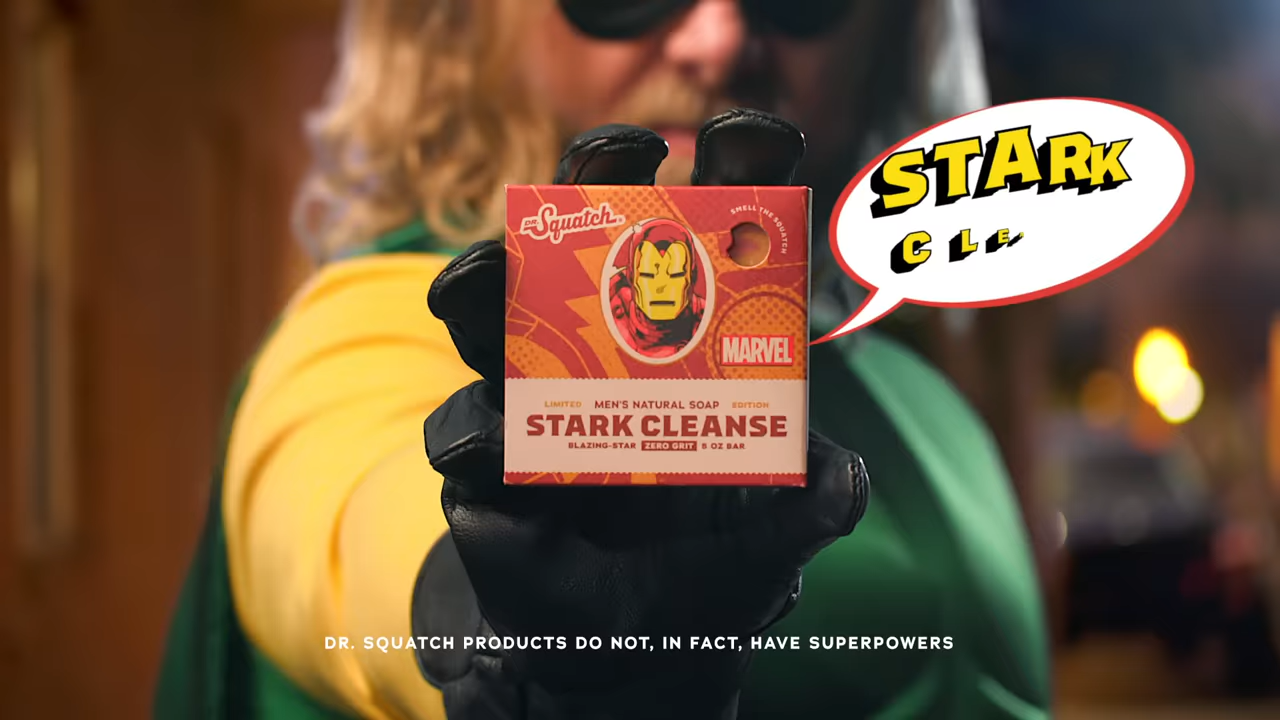 STARK
CLE
DR. Squatch
SMELL THE SQUATCH
MARVEL
LIMITED MEN'S NATURAL SOAP EDITION
STARK CLEANSE
BLAZING-STAR ZERO GRIT 5 OZ BAR
DR. SQUATCH PRODUCTS DO NOT, IN FACT, HAVE SUPERPOWERS